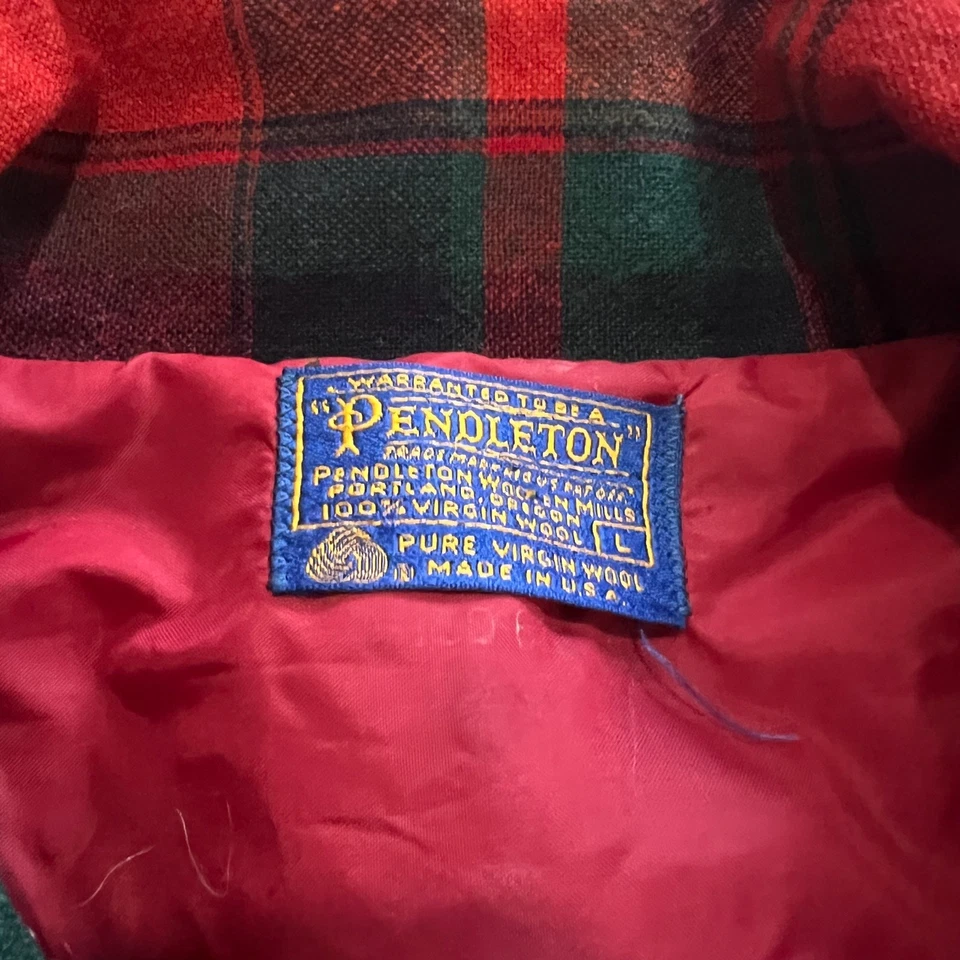 WARRANTED TO BE A
"PENDLETON"
TRADE MARK REG US PAT OFF
PENDLETON WOOLEN MILLS
PORTLAND, OREGON
100% VIRGIN WOOL
L
PURE VIRGIN WOOL
MADE IN U.S.A.